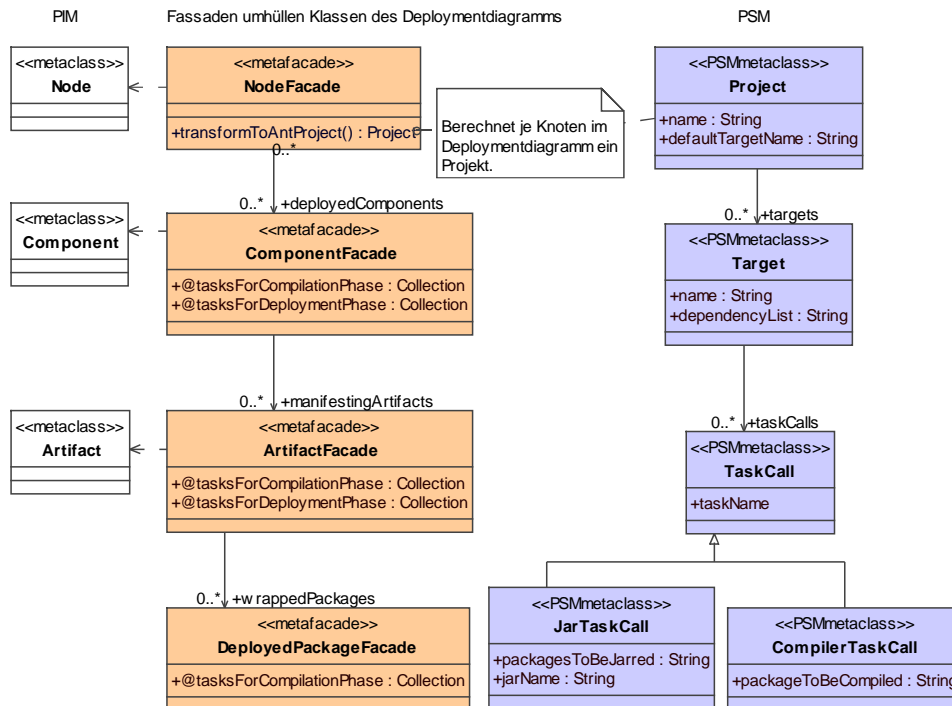 PIM
Fassaden umhüllen Klassen des Deploymentdiagramms
PSM
<<metaclass>>
Node
<<metafacade>>
NodeFacade
+transformToAntProject() : Project
0..*
Berechnet je Knoten im
Deploymentdiagramm ein
Projekt.
<<PSMmetaclass>>
Project
+name : String
+defaultTargetName : String
0..* +deployedComponents
0..* +targets
<<metaclass>>
Component
<<metafacade>>
ComponentFacade
+@tasksForCompilationPhase : Collection
+@tasksForDeploymentPhase : Collection
<<PSMmetaclass>>
Target
+name : String
+dependencyList : String
0..* +manifestingArtifacts
0..* +taskCalls
<<metaclass>>
Artifact
<<metafacade>>
ArtifactFacade
+@tasksForCompilationPhase : Collection
+@tasksForDeploymentPhase : Collection
<<PSMmetaclass>>
TaskCall
+taskName
0..* +wrappedPackages
<<metafacade>>
DeployedPackageFacade
+@tasksForCompilationPhase : Collection
<<PSMmetaclass>>
JarTaskCall
+packagesToBeJarred : String
+jarName : String
<<PSMmetaclass>>
CompilerTaskCall
+packageToBeCompiled : String